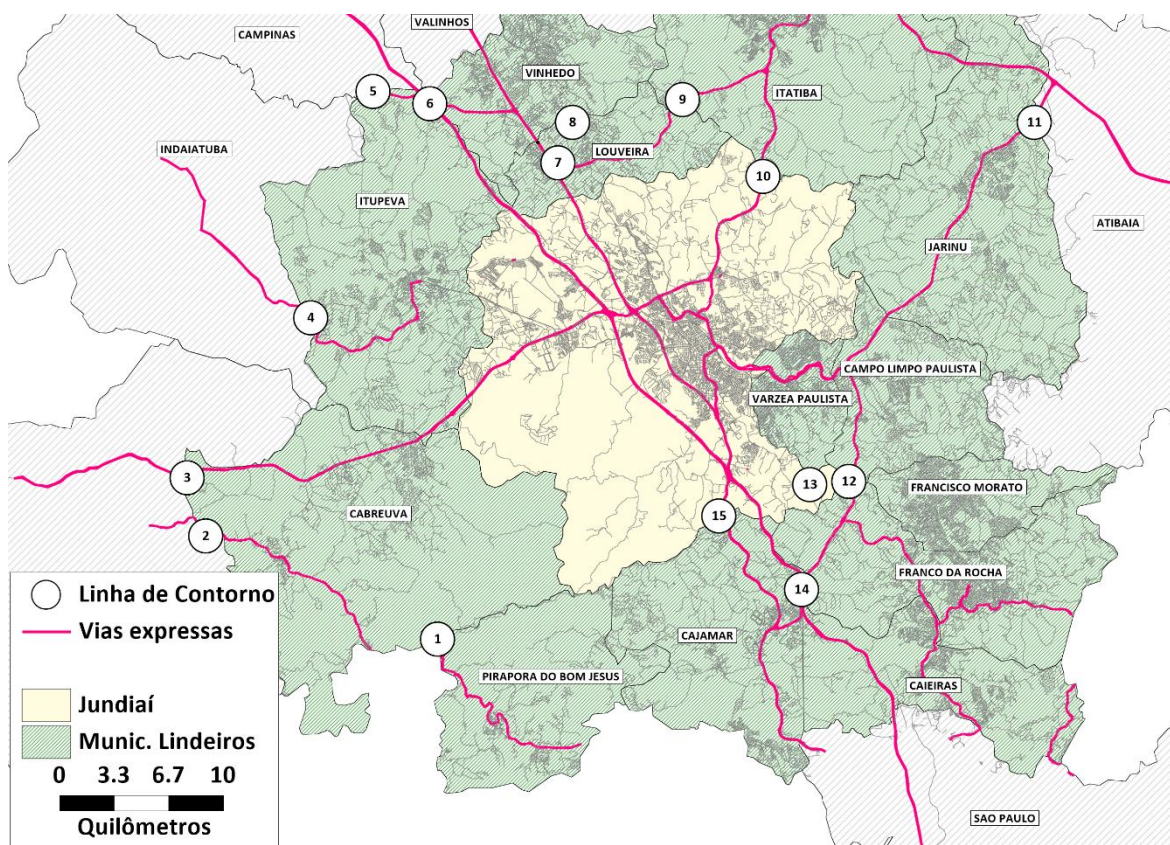 VALINHOS
CAMPINAS
VINHEDO
5
6
9
ITATIBA
8
11
INDAIATUBA
7
LOUVEIRA
10
ITUPEVA
ATIBAIA
JARINU
4
CAMPO LIMPO PAULISTA
VARZEA PAULISTA
3
13
12
FRANCISCO MORATO
CABREUVA
15
2
FRANCO DA ROCHA
14
1
CAJAMAR
PIRAPORA DO BOM JESUS
CAIEIRAS
SAO PAULO
Linha de Contorno
Vias expressas
Jundiaí
Munic. Lindeiros
0 3.3 6.7 10
Quilômetros